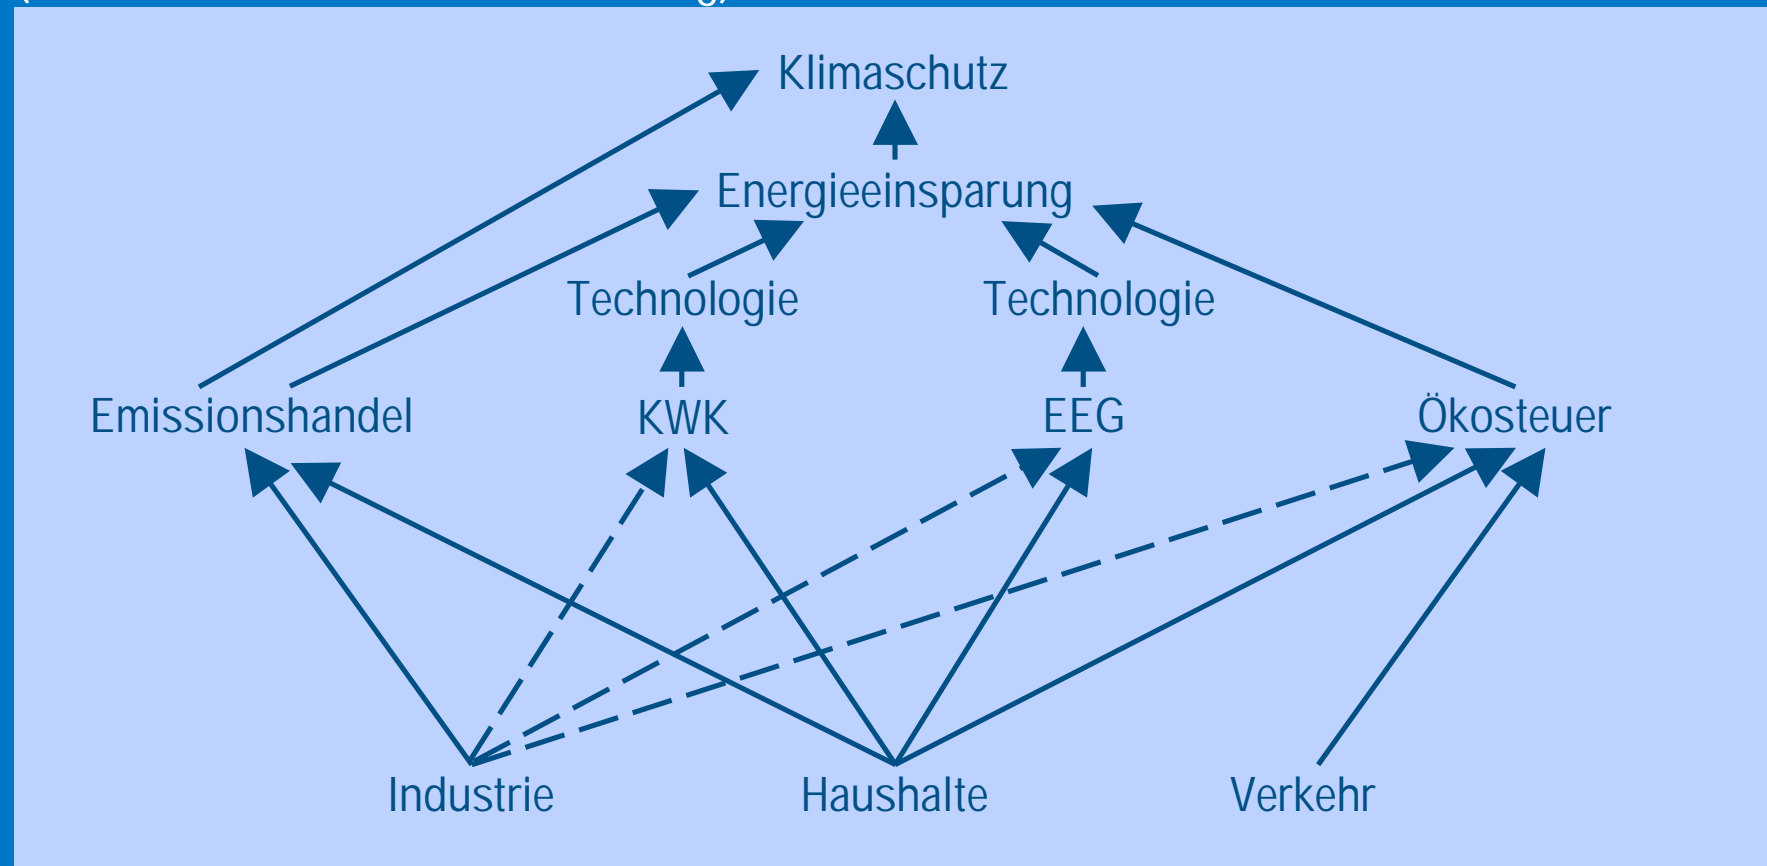 Klimaschutz
Energieeinsparung
Technologie Technologie
Emissionshandel KWK EEG Ökosteuer
Industrie Haushalte Verkehr